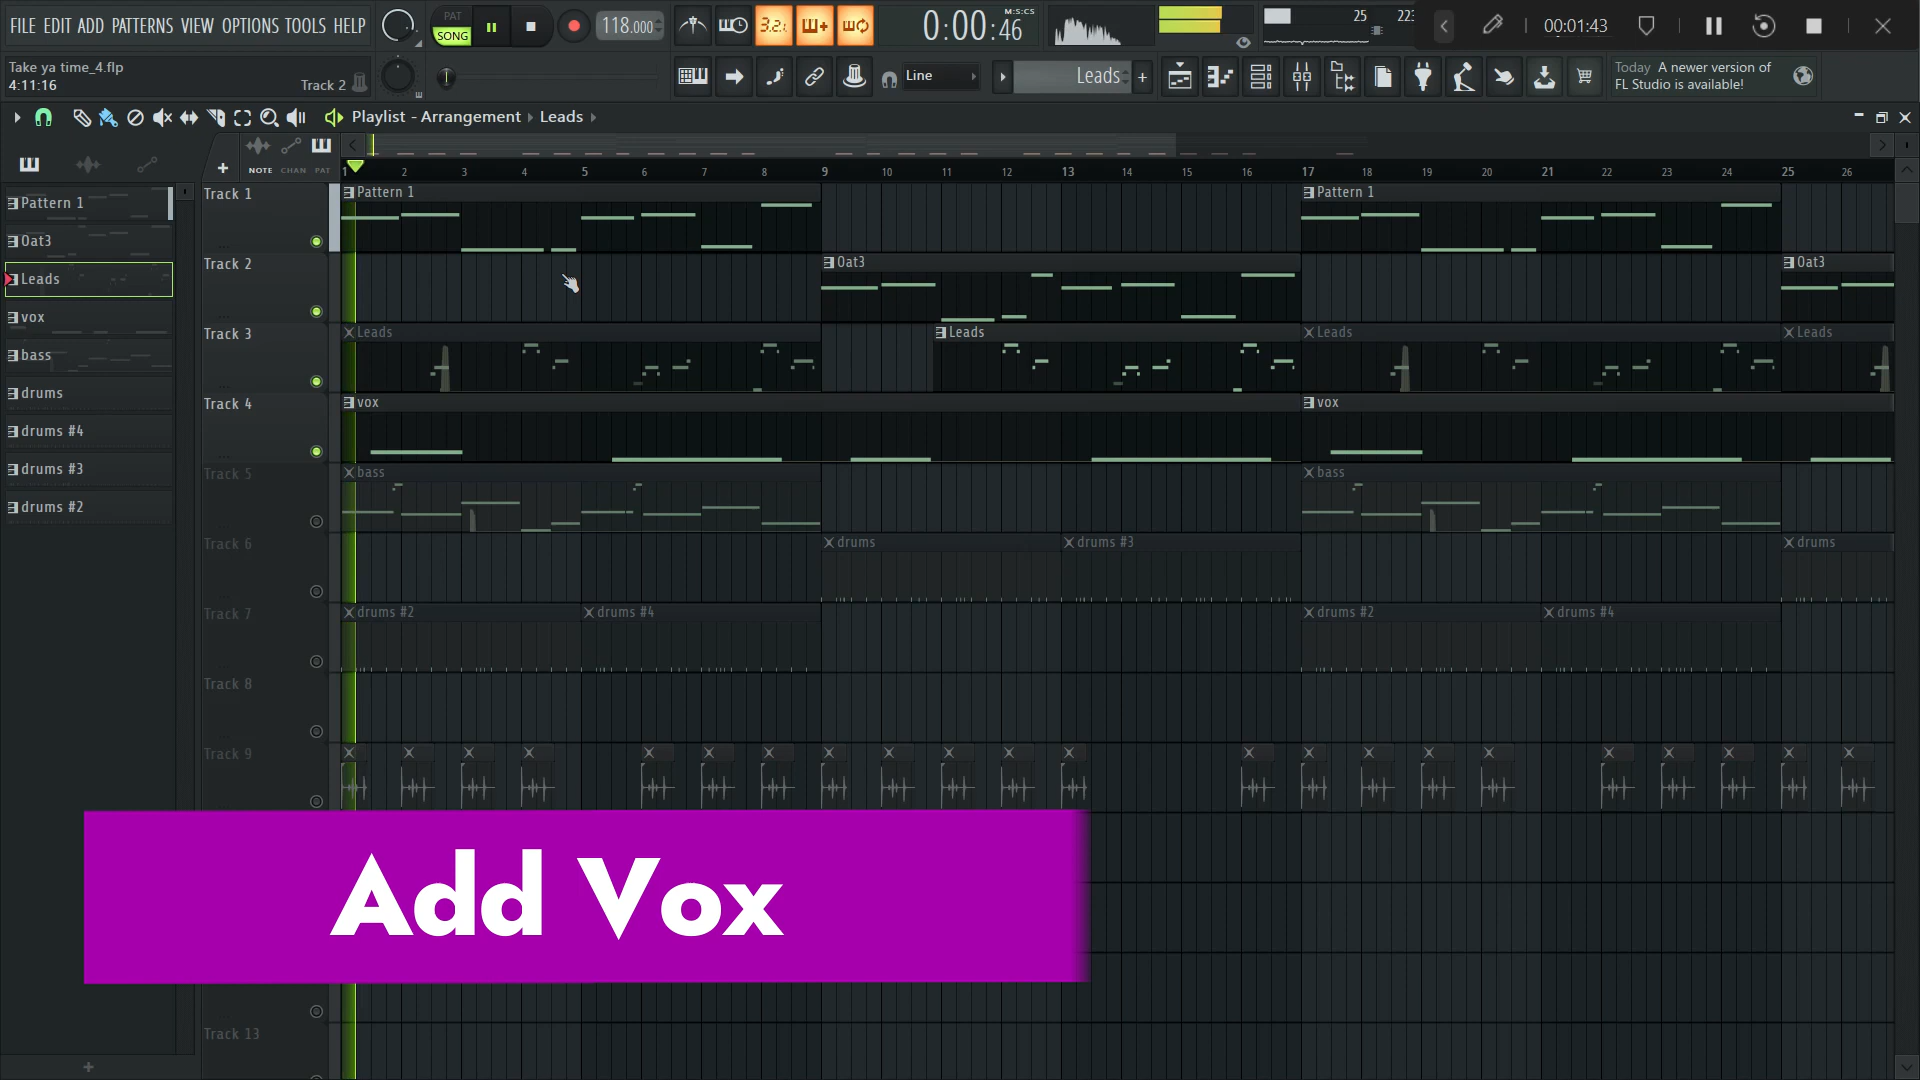 FILE EDIT ADD PATTERNS VIEW OPTIONS TOOLS HELP
PAT
SONG
118.000
3.2.
0:00:46
M:S:CS
25
223
00:01:43
Take ya time_4.flp
4:11:16
Track 2
Line
Leads
Today A newer version of
FL Studio is available!
Playlist - Arrangement Leads
NOTE CHAN PAT
1 2 3 4 5 6 7 8 9 10 11 12 13 14 15 16 17 18 19 20 21 22 23 24 25 26
Pattern 1
Oat3
Leads
vox
bass
drums
drums #4
drums #3
drums #2
Track 1
Pattern 1
Pattern 1
Track 2
Oat3
Oat3
Track 3
Leads
Leads
Leads
Leads
Track 4
vox
vox
Track 5
bass
bass
Track 6
drums
drums #3
drums
Track 7
drums #2
drums #4
drums #2
drums #4
Track 8
Track 9
Add Vox
Track 13